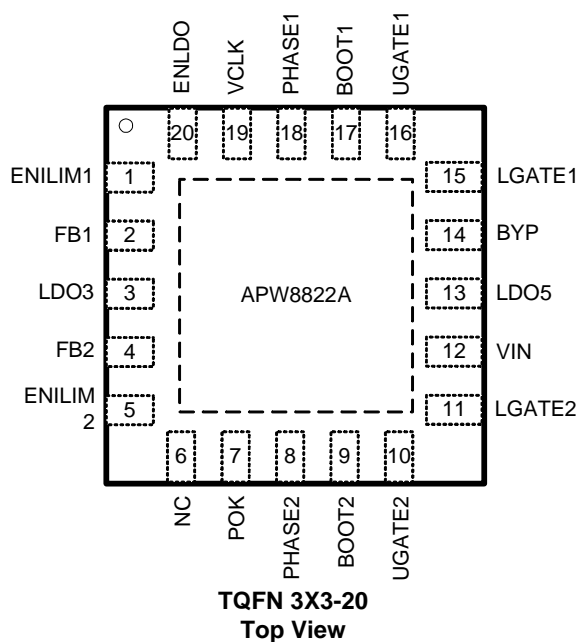 ENLDO
VCLK
PHASE1
BOOT1
UGATE1
20
19
18
17
16
ENILIM1
1
15
LGATE1
FB1
2
14
BYP
LDO3
3
APW8822A
13
LDO5
FB2
4
12
VIN
ENILIM
2
5
11
LGATE2
6
7
8
9
10
NC
POK
PHASE2
BOOT2
UGATE2
TQFN 3X3-20
Top View